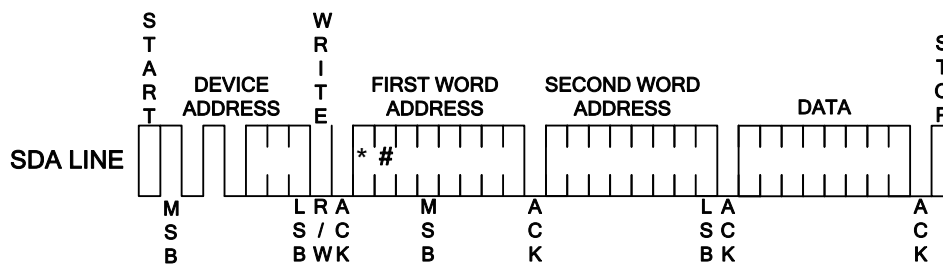 START
WRITE
STOP
DEVICE
ADDRESS
FIRST WORD
ADDRESS
SECOND WORD
ADDRESS
DATA
SDA LINE
* #
MSB
LSB
R/W
ACK
MSB
ACK
LSB
ACK
ACK